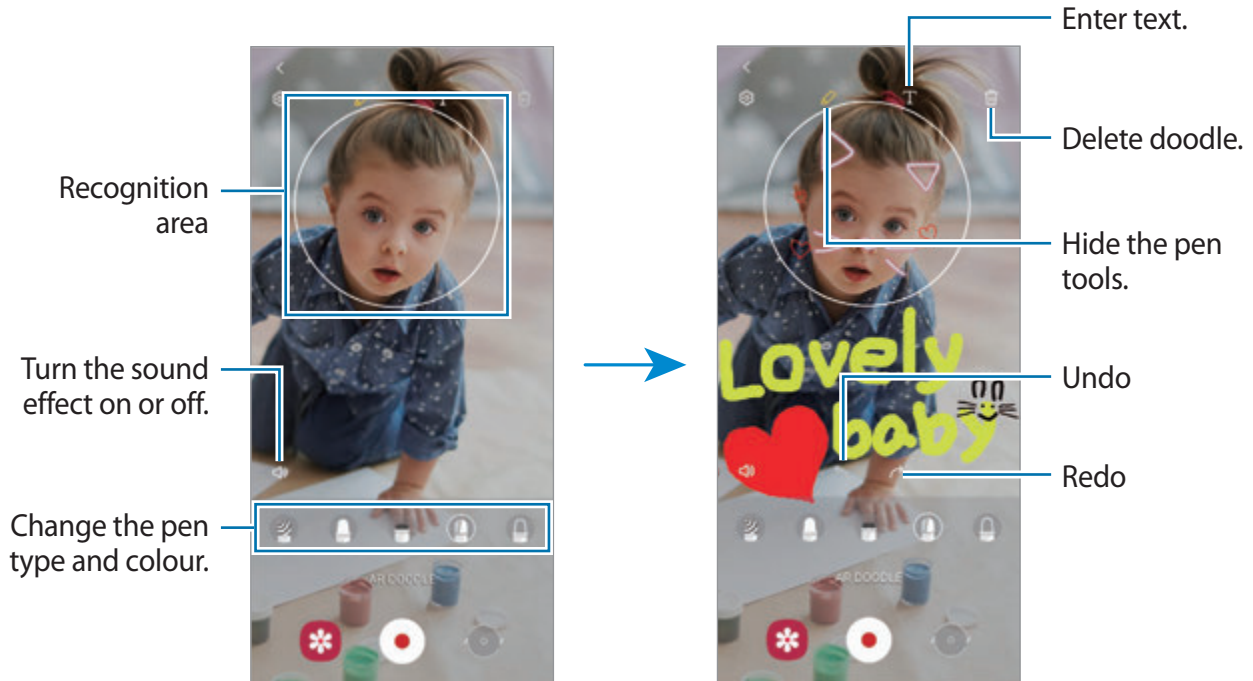 Enter text.
Delete doodle.
Recognition
area
Hide the pen
tools.
Turn the sound
effect on or off.
Lovely
baby
Undo
Redo
Change the pen
type and colour.
T
T
AR DOODLE
AR DOODLE